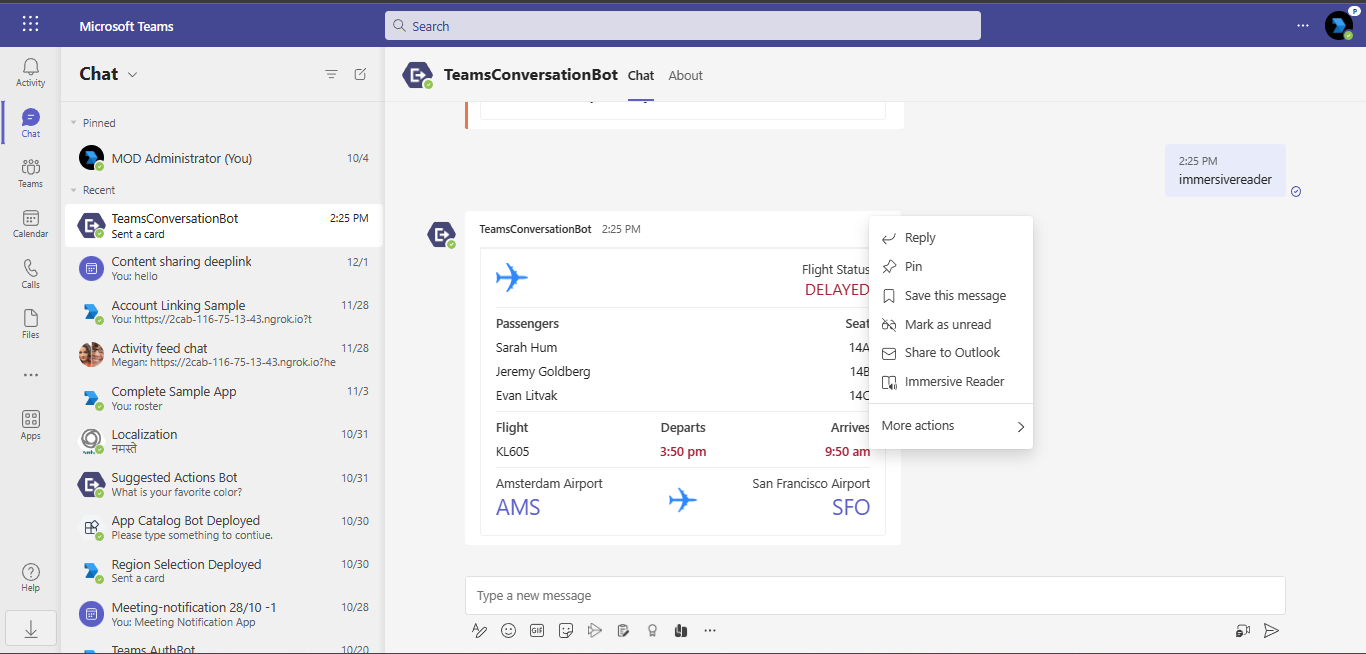 Microsoft Teams
Search
P
Activity
Chat
Teams
Calendar
Calls
Files
Apps
Help
Chat
Pinned
MOD Administrator (You) 10/4
Recent
TeamsConversationBot 2:25 PM
Sent a card
Content sharing deeplink 12/1
You: hello
Account Linking Sample 11/28
You: https://2cab-116-75-13-43.ngrok.io?t
Activity feed chat 11/28
Megan: https://2cab-116-75-13-43.ngrok.io?he
Complete Sample App 11/3
You: roster
Localization 10/31
नमस्ते
Suggested Actions Bot 10/31
What is your favorite color?
App Catalog Bot Deployed 10/30
Please type something to contiue.
Region Selection Deployed 10/30
Sent a card
Meeting-notification 28/10 -1 10/28
You: Meeting Notification App
Teams AuthBot 10/20
TeamsConversationBot Chat About
2:25 PM
immersivereader
TeamsConversationBot 2:25 PM
Flight Status
DELAYED
Passengers Seat
Sarah Hum 14A
Jeremy Goldberg 14B
Evan Litvak 14C
Flight Departs Arrives
KL605 3:50 pm 9:50 am
Amsterdam Airport San Francisco Airport
AMS SFO
Reply
Pin
Save this message
Mark as unread
Share to Outlook
Immersive Reader
More actions
Type a new message
GIF